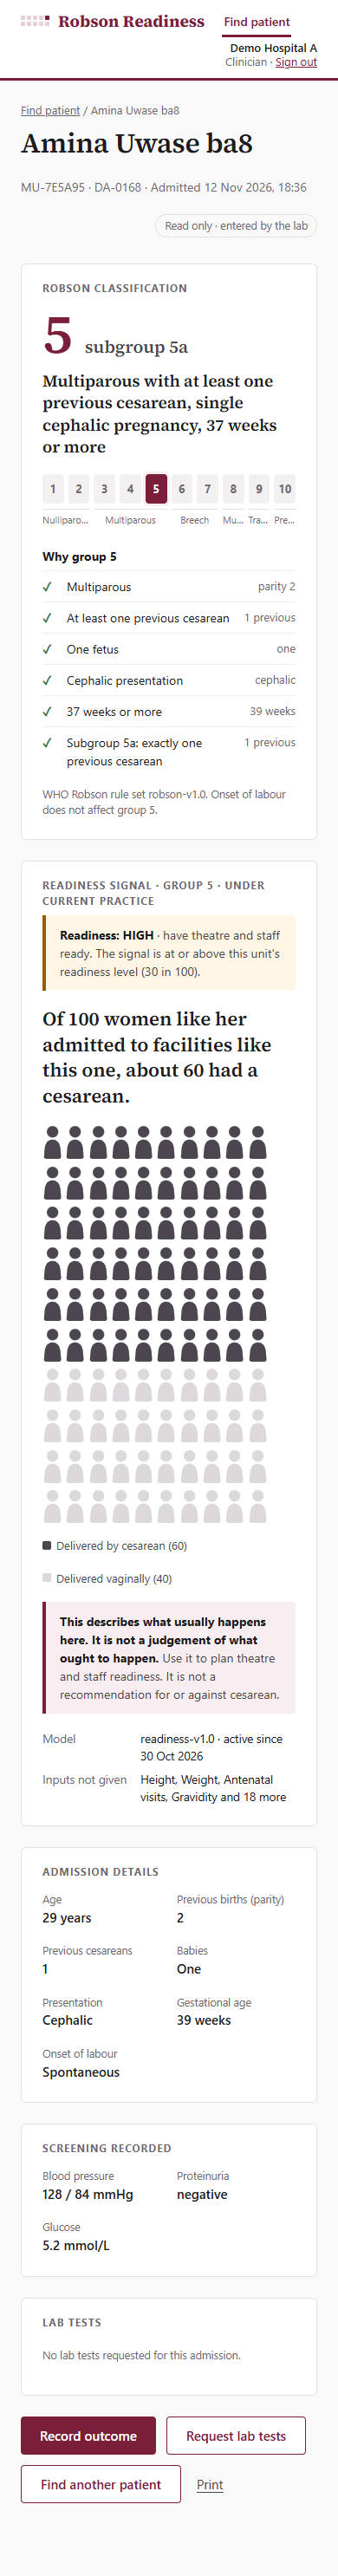 Robson Readiness
Find patient
Demo Hospital A
Clinician · Sign out
Find patient / Amina Uwase ba8
Amina Uwase ba8
MU-7E5A95 · DA-0168 · Admitted 12 Nov 2026, 18:36
Read only · entered by the lab
ROBSON CLASSIFICATION
5 subgroup 5a
Multiparous with at least one
previous cesarean, single
cephalic pregnancy, 37 weeks
or more
1 2 3 4 5 6 7 8 9 10
Nullipar​o... Multiparous Breech Mu... Tra... Pre...
Why group 5
✓ Multiparous parity 2
✓ At least one previous cesarean 1 previous
✓ One fetus one
✓ Cephalic presentation cephalic
✓ 37 weeks or more 39 weeks
✓ Subgroup 5a: exactly one 1 previous
previous cesarean
WHO Robson rule set robson-v1.0. Onset of labour
does not affect group 5.
READINESS SIGNAL · GROUP 5 · UNDER
CURRENT PRACTICE
Readiness: HIGH · have theatre and staff
ready. The signal is at or above this unit's
readiness level (30 in 100).
Of 100 women like her
admitted to facilities like
this one, about 60 had a
cesarean.
Delivered by cesarean (60)
Delivered vaginally (40)
This describes what usually happens
here. It is not a judgement of what
ought to happen. Use it to plan theatre
and staff readiness. It is not a
recommendation for or against cesarean.
Model readiness-v1.0 · active since
30 Oct 2026
Inputs not given Height, Weight, Antenatal
visits, Gravidity and 18 more
ADMISSION DETAILS
Age Previous births (parity)
29 years 2
Previous cesareans Babies
1 One
Presentation Gestational age
Cephalic 39 weeks
Onset of labour
Spontaneous
SCREENING RECORDED
Blood pressure Proteinuria
128 / 84 mmHg negative
Glucose
5.2 mmol/L
LAB TESTS
No lab tests requested for this admission.
Record outcome Request lab tests
Find another patient Print